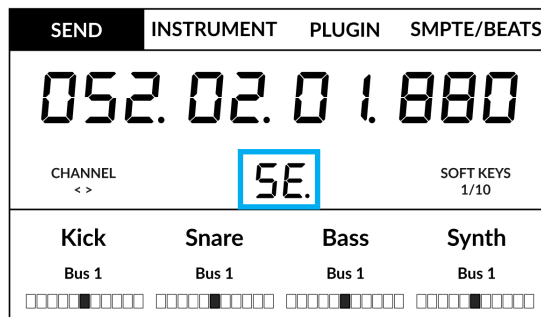 SEND INSTRUMENT PLUGIN SMPTE/BEATS
052.02.01.880
CHANNEL
< >
SE.
SOFT KEYS
1/10
Kick Snare Bass Synth
Bus 1 Bus 1 Bus 1 Bus 1